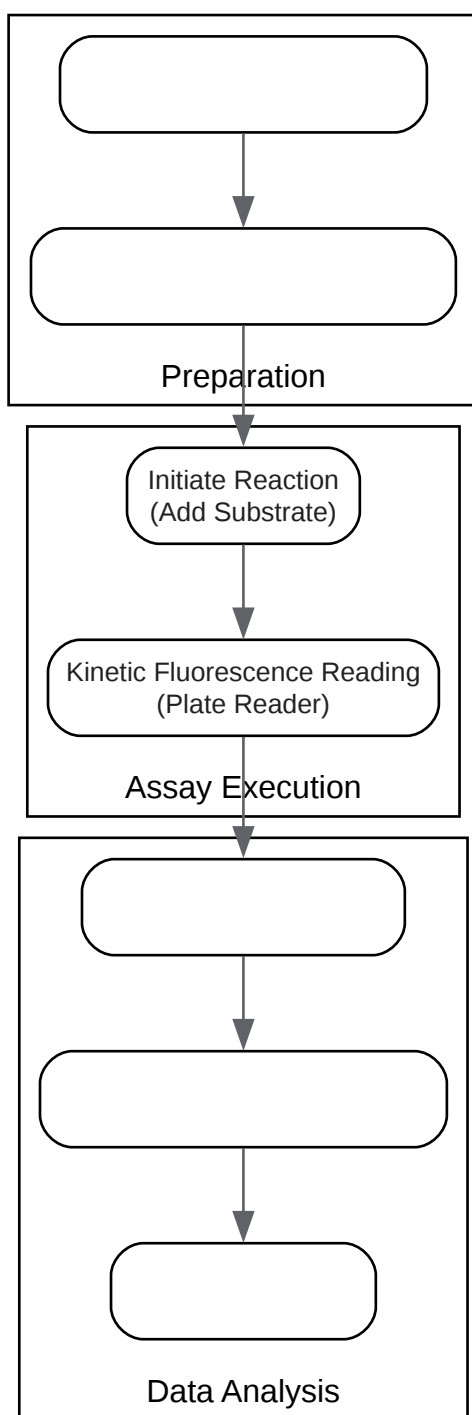 Preparation
Initiate Reaction
(Add Substrate)
Kinetic Fluorescence Reading
(Plate Reader)
Assay Execution
Data Analysis